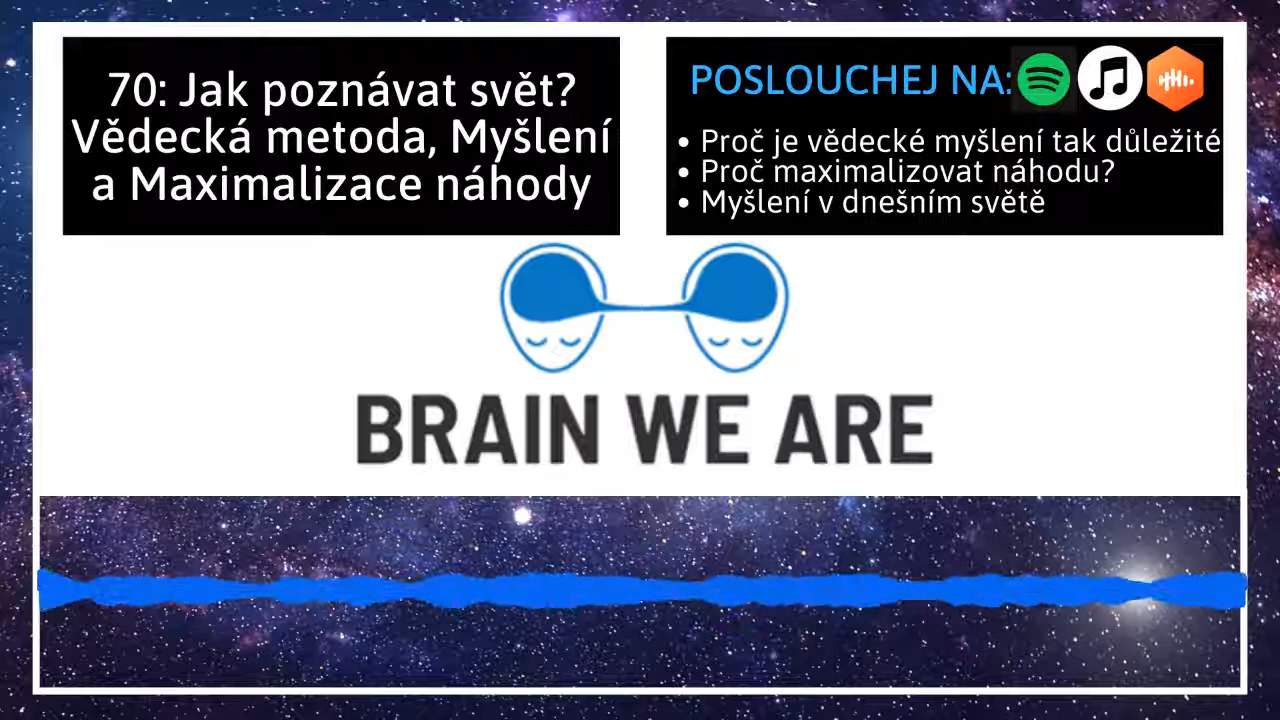 70: Jak poznávat svět?
Vědecká metoda, Myšlení
a Maximalizace náhody
POSLOUCHEJ NA:
• Proč je vědecké myšlení tak důležité
• Proč maximalizovat náhodu?
• Myšlení v dnešním světě
BRAIN WE ARE